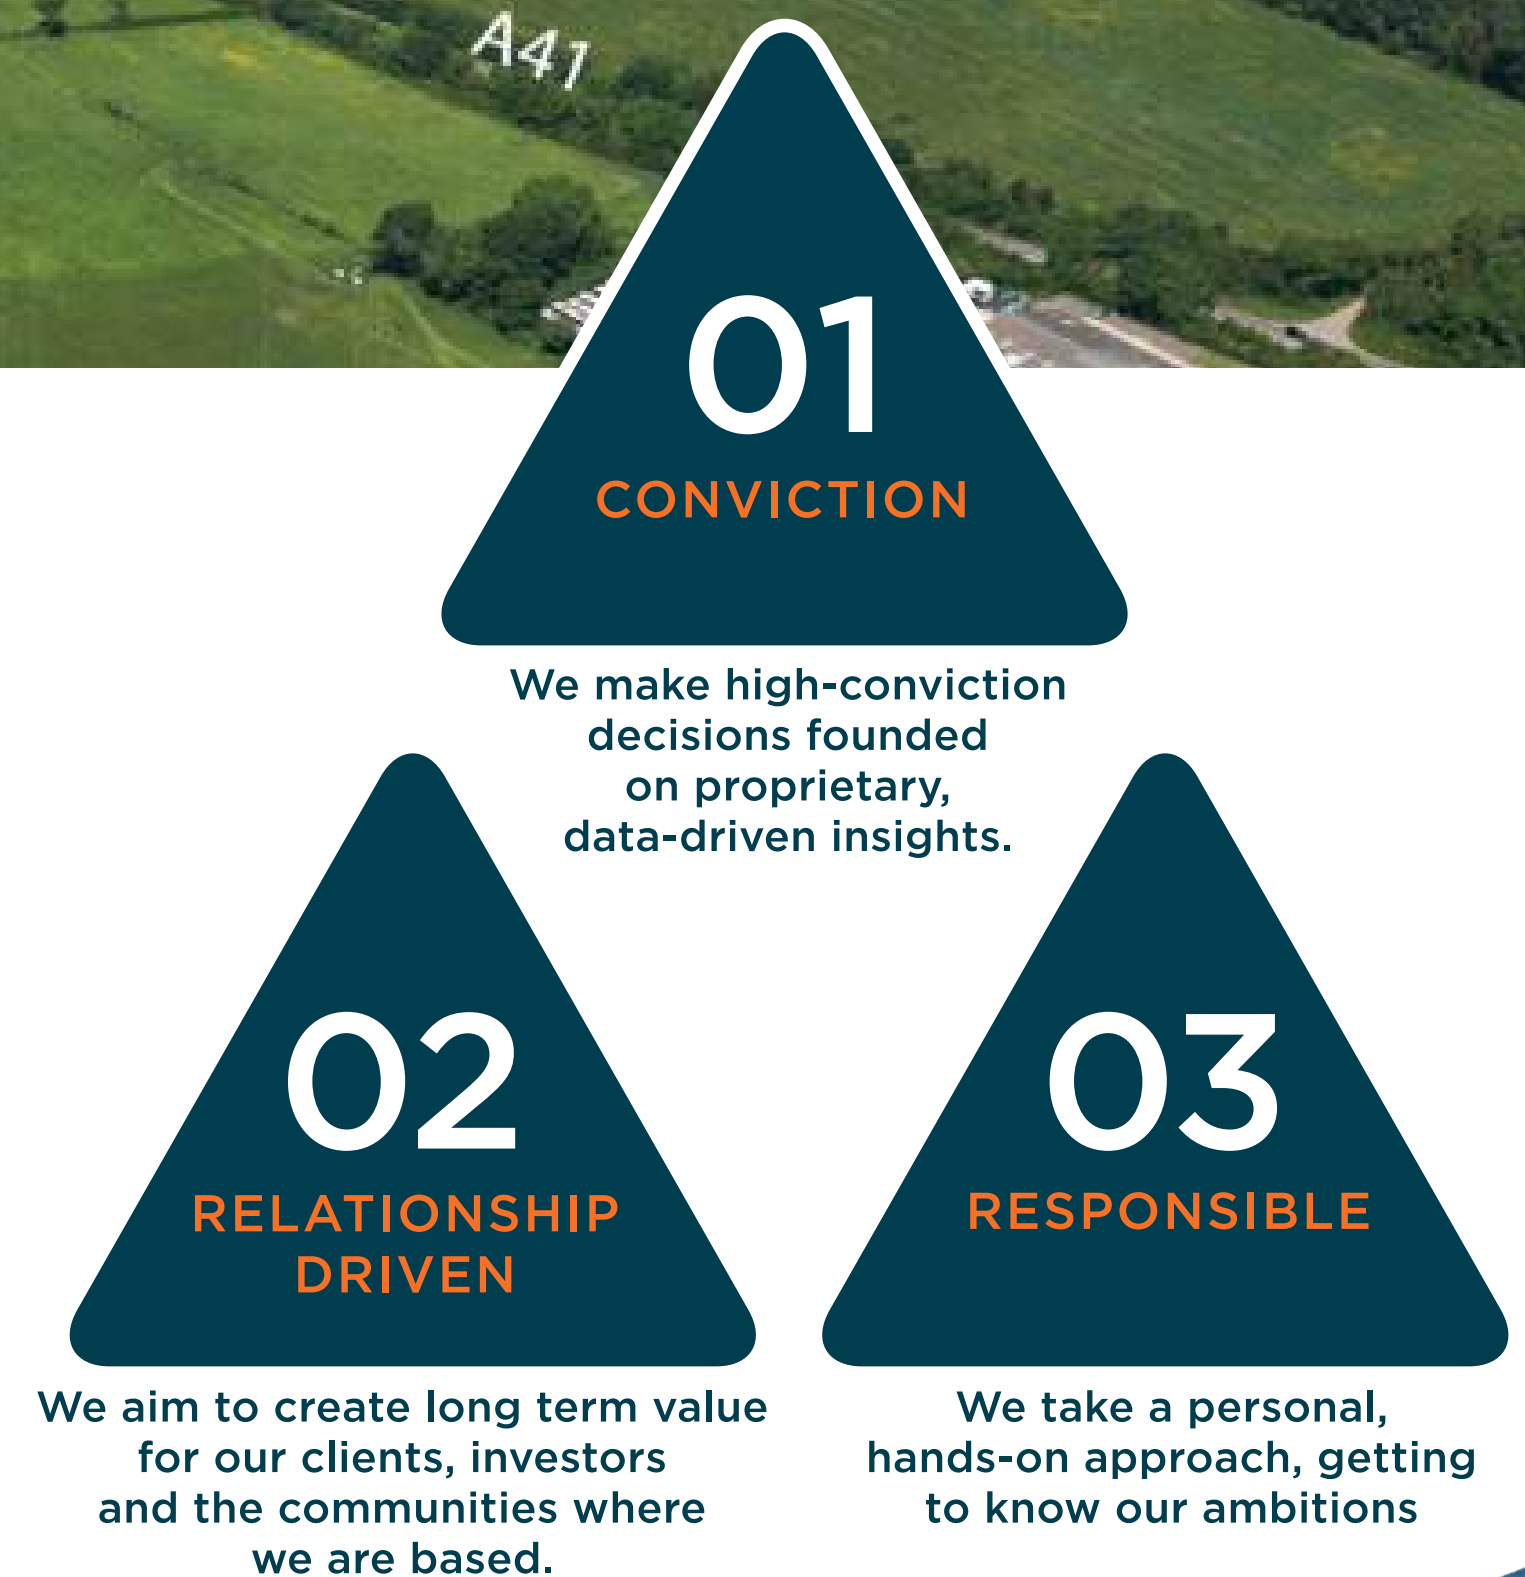 A41
01
CONVICTION
We make high-conviction
decisions founded
on proprietary,
data-driven insights.
02
RELATIONSHIP
DRIVEN
We aim to create long term value
for our clients, investors
and the communities where
we are based.
03
RESPONSIBLE
We take a personal,
hands-on approach, getting
to know our ambitions